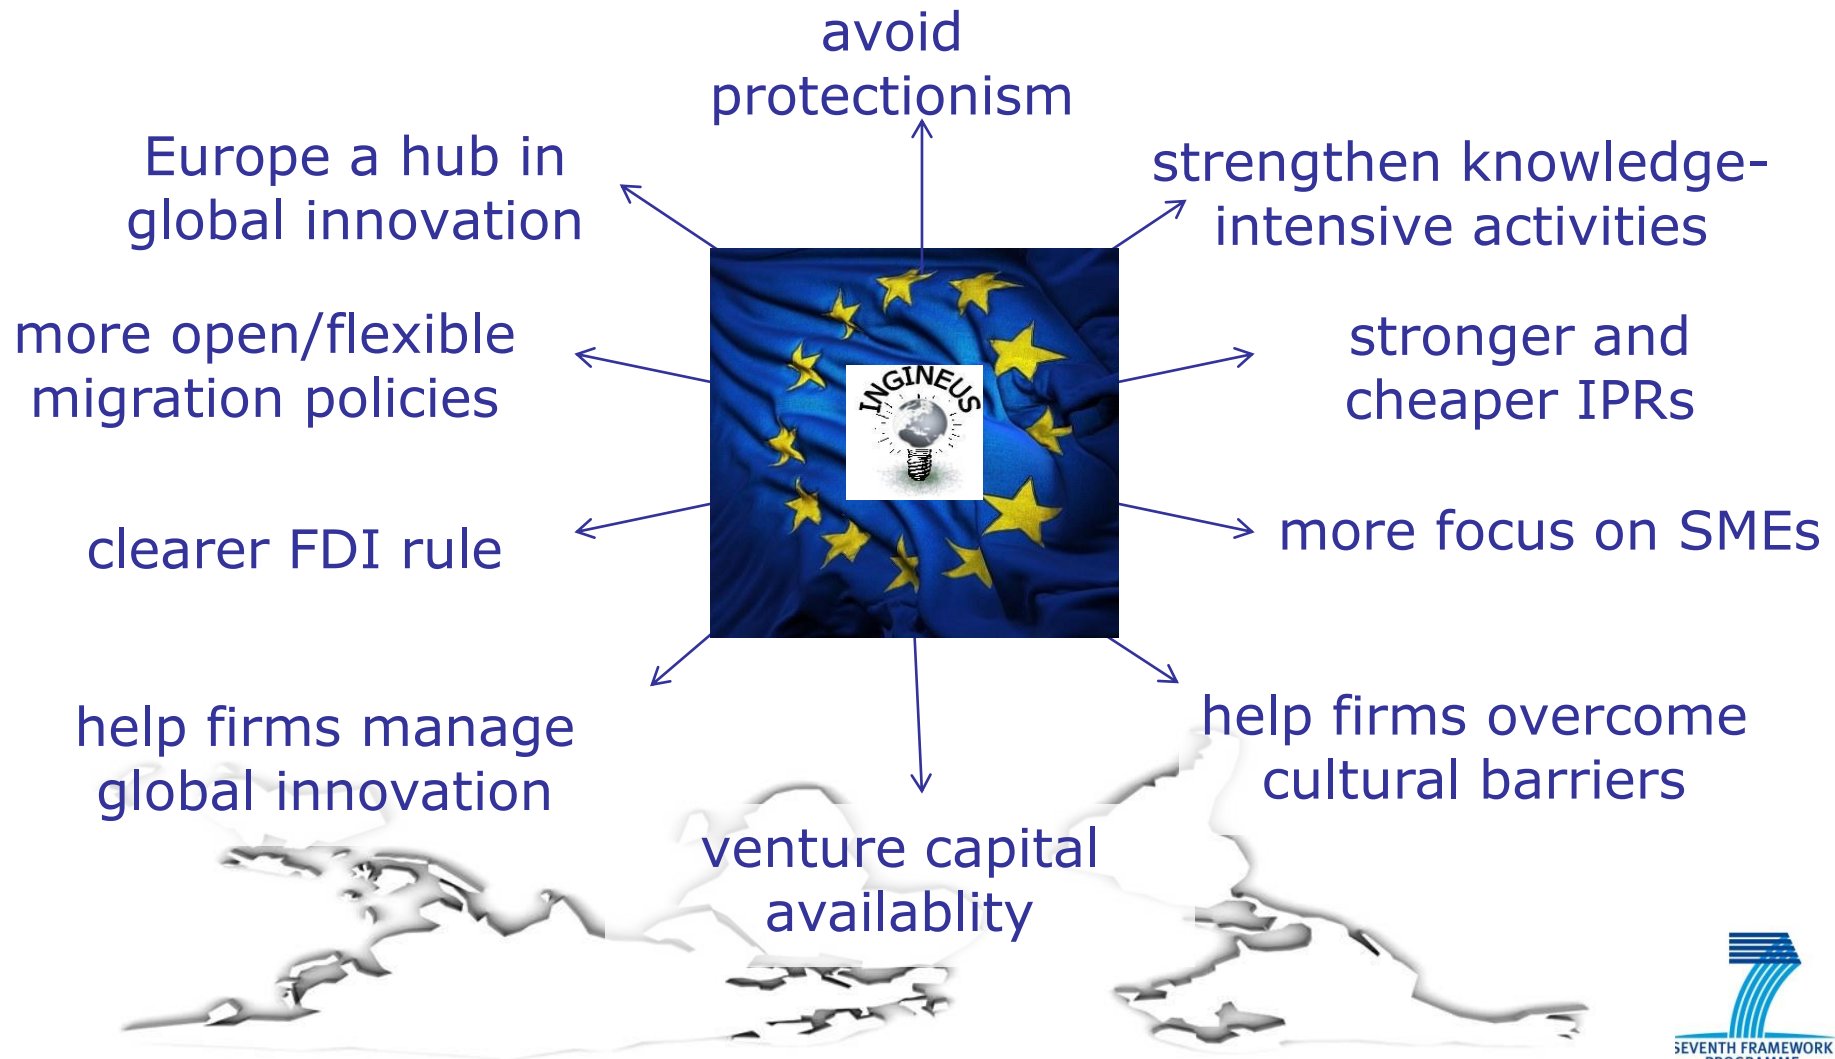 avoid
protectionism
Europe a hub in
global innovation
strengthen knowledge-
intensive activities
more open/flexible
migration policies
INGINEUS
stronger and
cheaper IPRs
clearer FDI rule
more focus on SMEs
help firms manage
global innovation
help firms overcome
cultural barriers
venture capital
availablity
SEVENTH FRAMEWORK
PROGRAMME